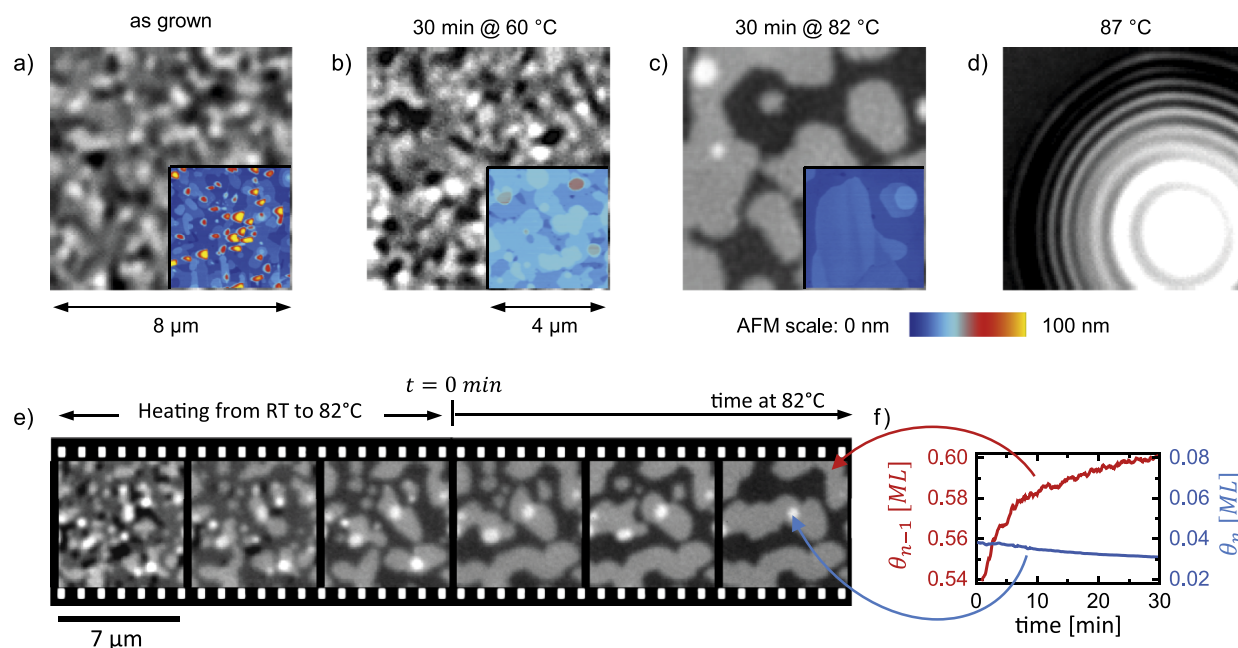 as grown
30 min @ 60 °C
30 min @ 82 °C
87 °C
a)
b)
c)
d)
8 µm
4 µm
AFM scale: 0 nm
100 nm
t = 0 min
e)
Heating from RT to 82°C
time at 82°C
f)
7 µm
θn−1 [ML]
0.60
0.58
0.56
0.54
0.08
0.06
0.04
0.02
θn [ML]
0
10
20
30
time [min]